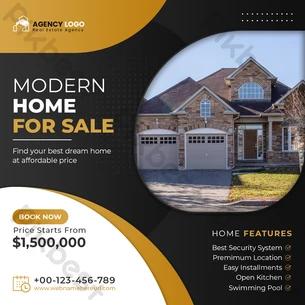 AGENCY LOGO
Real Estate Agency
MODERN
HOME
FOR SALE
Find your best dream home
at affordable price
BOOK NOW
Price Starts From
$1,500,000
+00-123-456-789
HOME FEATURES
Best Security System
Premimum Location
Easy Installments
Open Kitchen
Swimming Pool